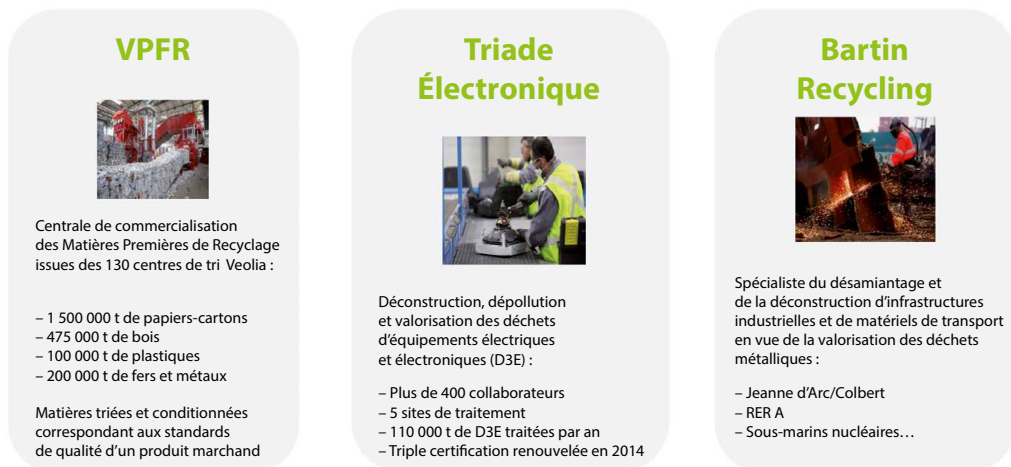 VPFR
Centrale de commercialisation
des Matières Premières de Recyclage
issues des 130 centres de tri Veolia :
– 1 500 000 t de papiers-cartons
– 475 000 t de bois
– 100 000 t de plastiques
– 200 000 t de fers et métaux
Matières triées et conditionnées
correspondant aux standards
de qualité d’un produit marchand
Triade
Électronique
Déconstruction, dépollution
et valorisation des déchets
d’équipements électriques
et électroniques (D3E) :
– Plus de 400 collaborateurs
– 5 sites de traitement
– 110 000 t de D3E traitées par an
– Triple certification renouvelée en 2014
Bartin
Recycling
Spécialiste du désamiantage et
de la déconstruction d’infrastructures
industrielles et de matériels de transport
en vue de la valorisation des déchets
métalliques :
– Jeanne d’Arc/Colbert
– RER A
– Sous-marins nucléaires…